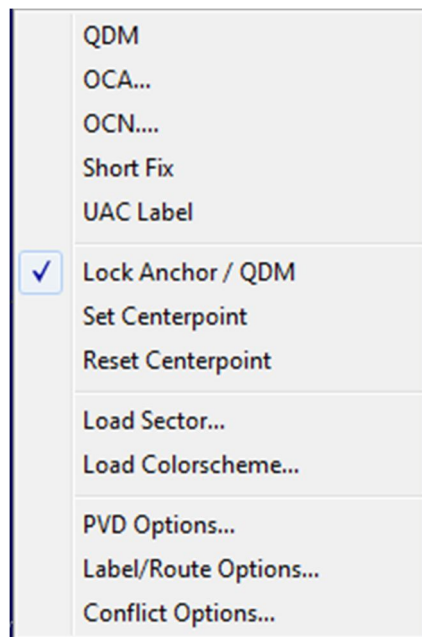 QDM
OCA...
OCN....
Short Fix
UAC Label
Lock Anchor / QDM
Set Centerpoint
Reset Centerpoint
Load Sector...
Load Colorscheme...
PVD Options...
Label/Route Options...
Conflict Options...